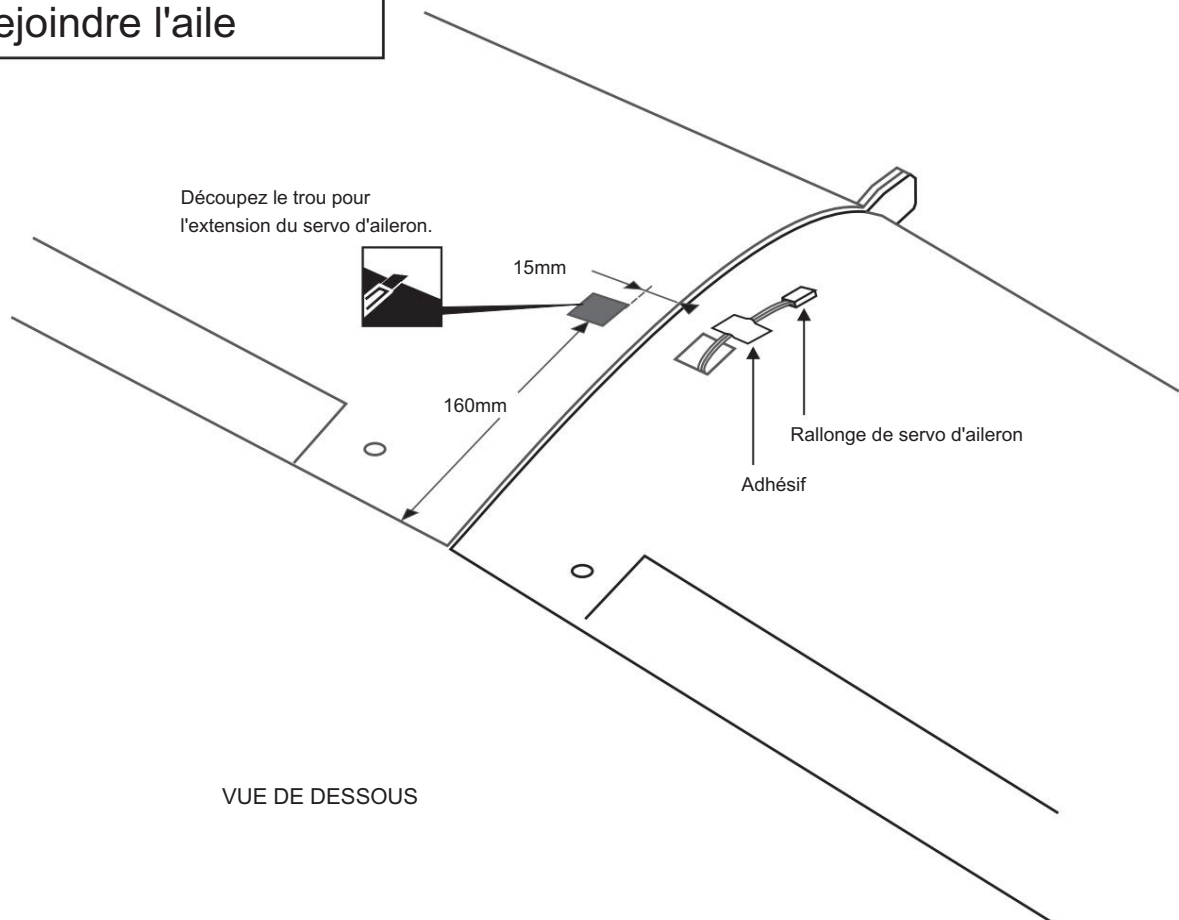 ejoindre l'aile
Découpez le trou pour
l'extension du servo d'aileron.
15mm
160mm
Rallonge de servo d'aileron
Adhésif
VUE DE DESSOUS